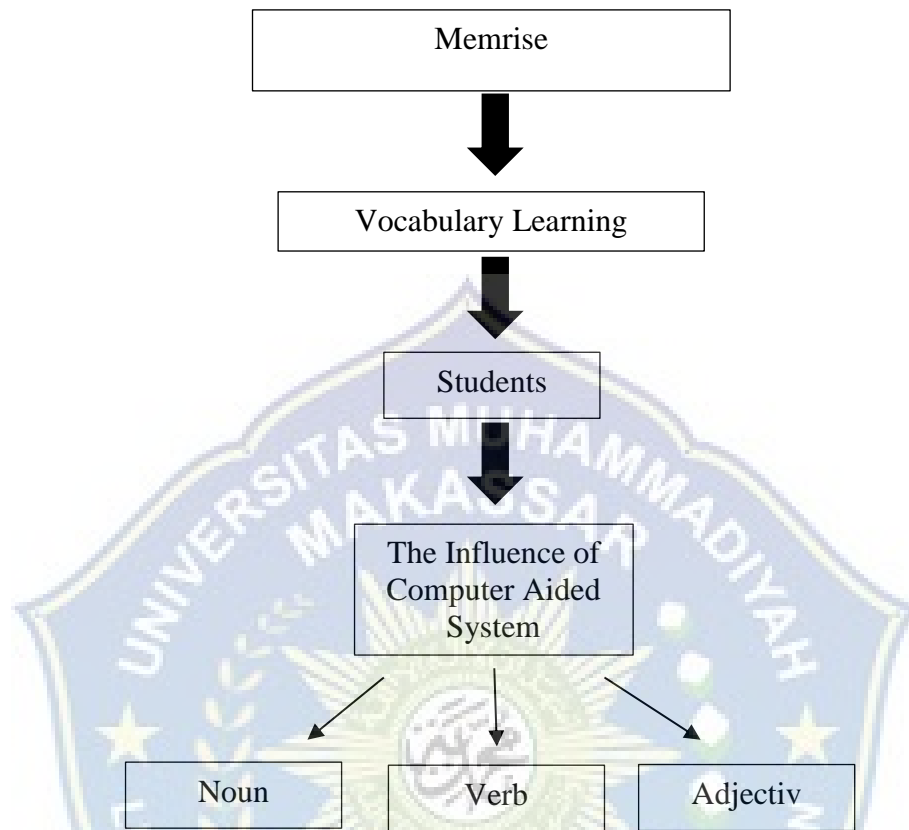 Memrise
Vocabulary Learning
Students
UNIVERSITAS MUHAMMADIYAH
MAKASSAR
The Influence of
Computer Aided
System
Noun
Verb
Adjectiv